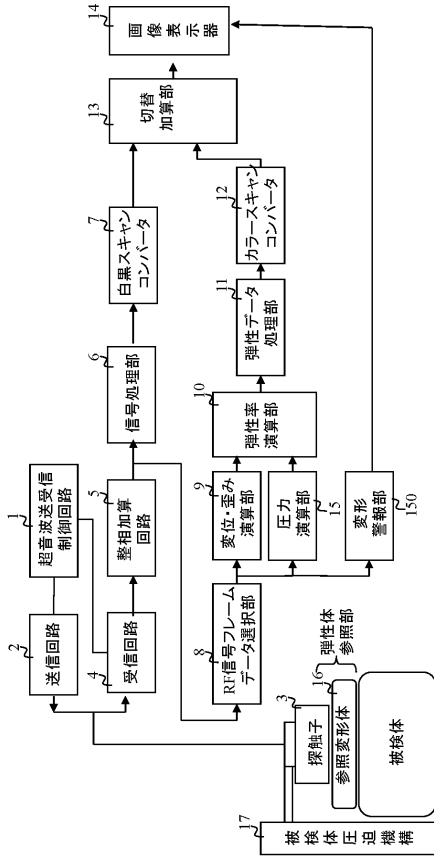 1
超音波送受信
制御回路
2
送信回路
4
受信回路
5
整相加算
回路
6
信号処理部
7
白黒スキャン
コンバータ
13
切替
加算部
14
画像表示器
8
RF信号フレーム
データ選択部
9
変位・歪み
演算部
15
圧力
演算部
10
弾性率
演算部
11
弾性データ
処理部
12
カラースキャン
コンバータ
変形
警報部
150
17
被検体圧迫機構
3
探触子
16
参照変形体
弾性体
参照部
被検体